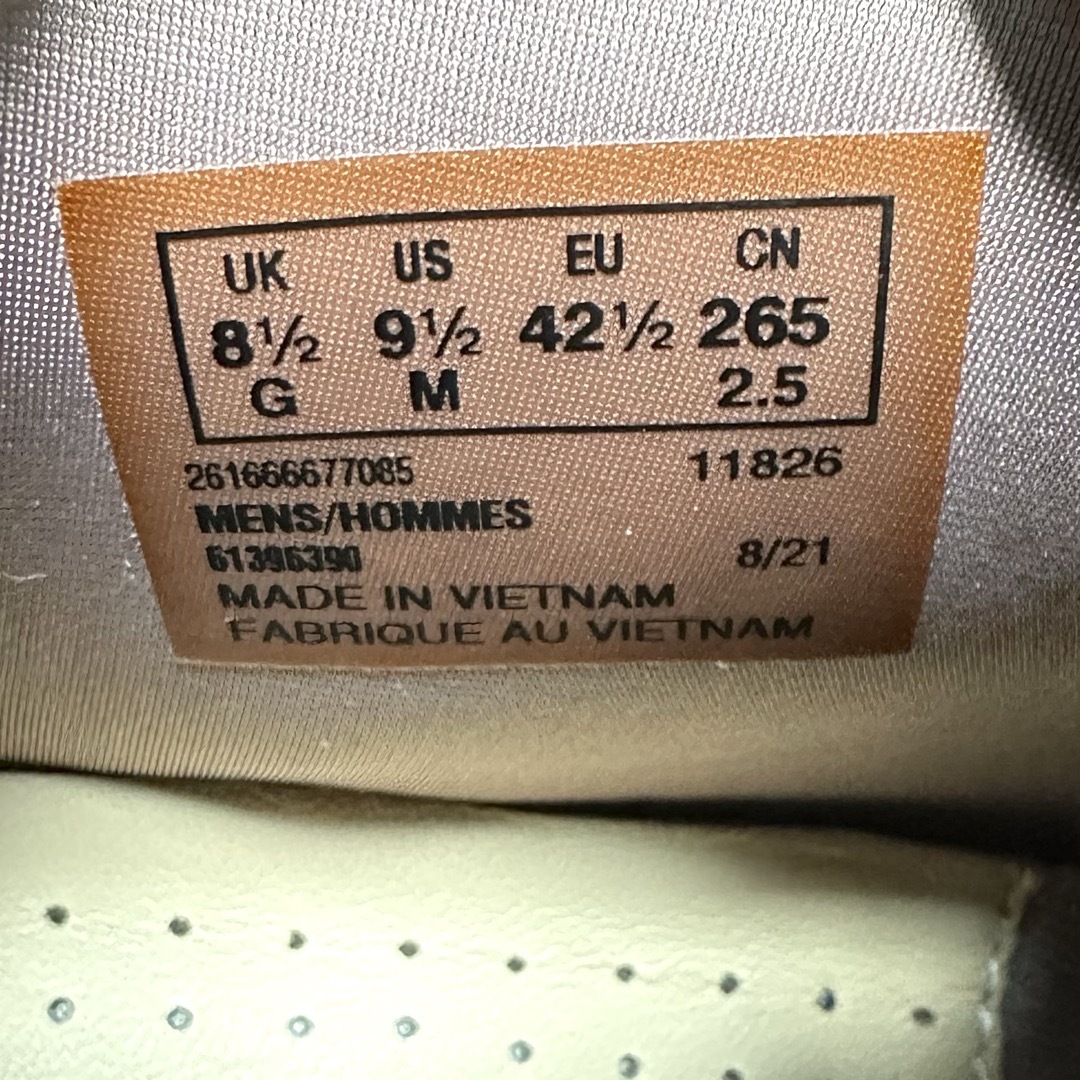 UK US EU CN
8½ 9½ 42½ 265
G M 2.5
261666677085 11826
MENS/HOMMES
61396390 8/21
MADE IN VIETNAM
FABRIQUE AU VIETNAM